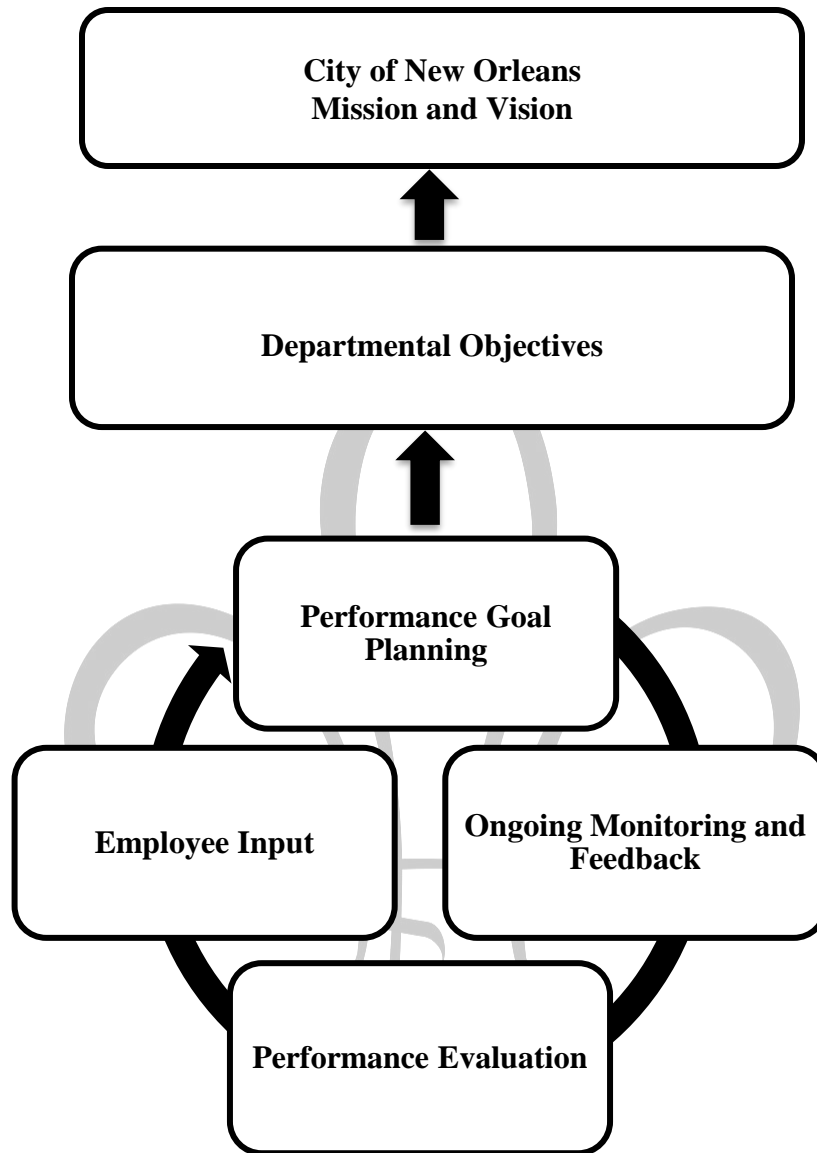 City of New Orleans
Mission and Vision
Departmental Objectives
Performance Goal
Planning
Employee Input
Ongoing Monitoring and
Feedback
Performance Evaluation